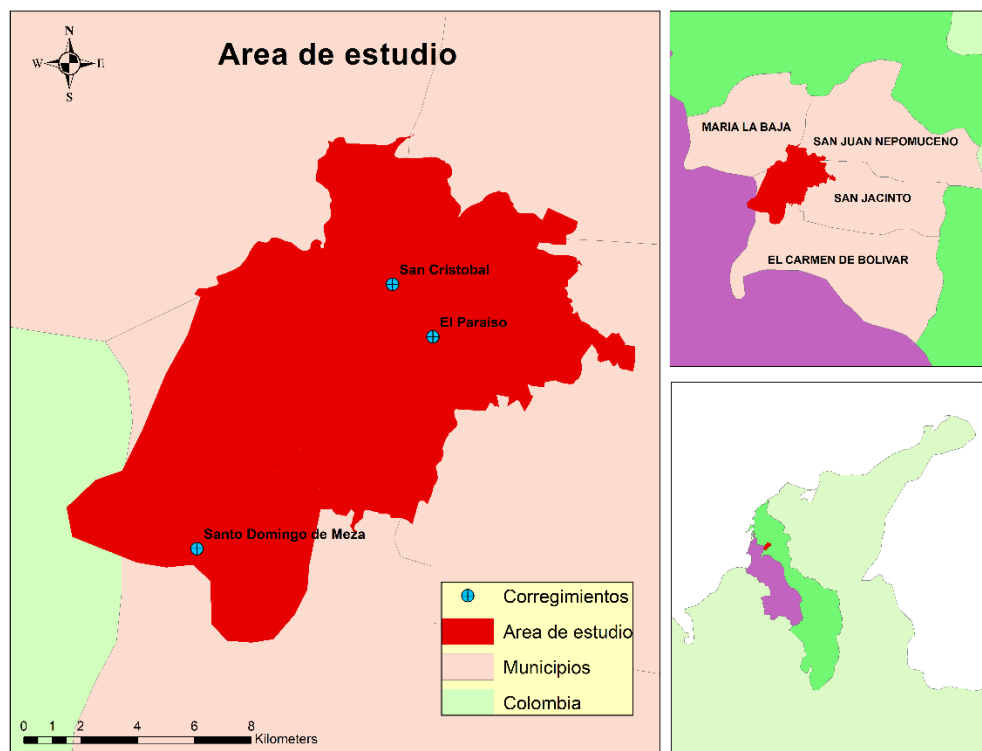 N
W E
S
Area de estudio
San Cristobal
El Paraiso
Santo Domingo de Meza
Corregimientos
Area de estudio
Municipios
Colombia
0 1 2 4 6 8
Kilometers
MARIA LA BAJA
SAN JUAN NEPOMUCENO
SAN JACINTO
EL CARMEN DE BOLIVAR